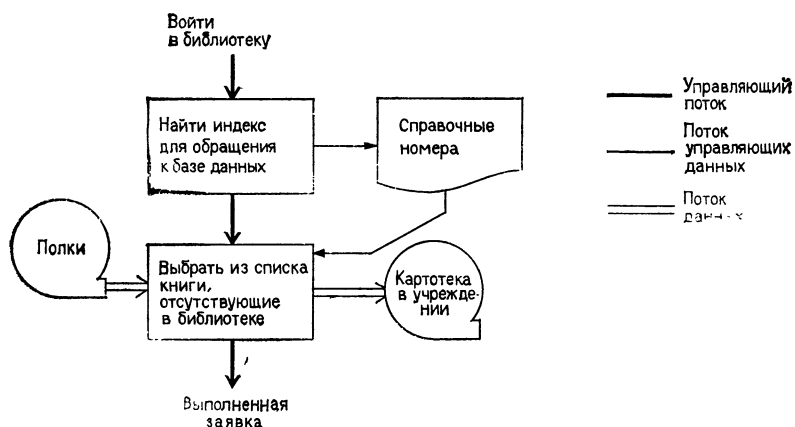 Войти
в библиотеку
Найти индекс
для обращения
к базе данных
Справочные
номера
Полки
Выбрать из списка
книги,
отсутствующие
в библиотеке
Картотека
в учрежде-
нии
Выполненная
заявка
Управляющий
поток
Поток
управляющих
данных
Поток
данных